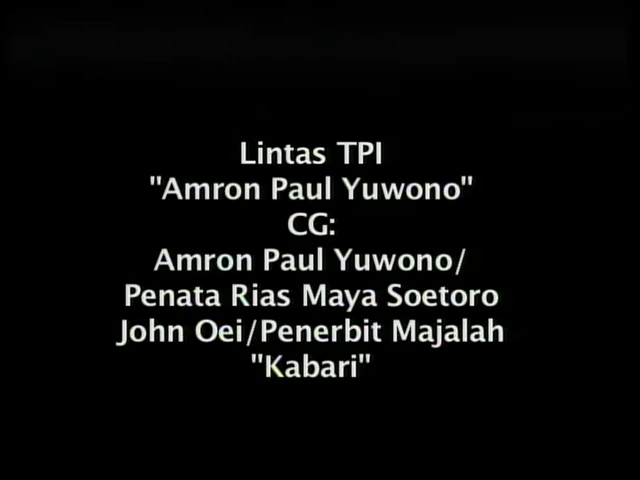 Lintas TPI
"Amron Paul Yuwono"
CG:
Amron Paul Yuwono/
Penata Rias Maya Soetoro
John Oei/Penerbit Majalah
"Kabari"